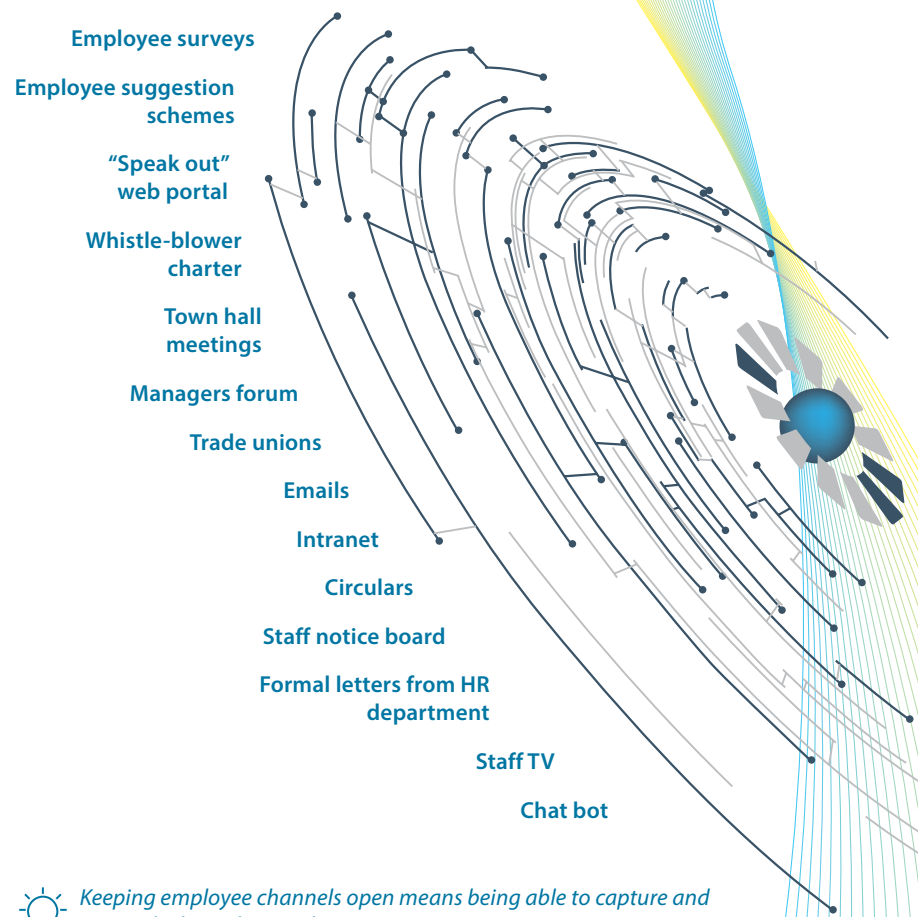 Employee surveys
Employee suggestion
schemes
“Speak out”
web portal
Whistle-blower
charter
Town hall
meetings
Managers forum
Trade unions
Emails
Intranet
Circulars
Staff notice board
Formal letters from HR
department
Staff TV
Chat bot
Keeping employee channels open means being able to capture and